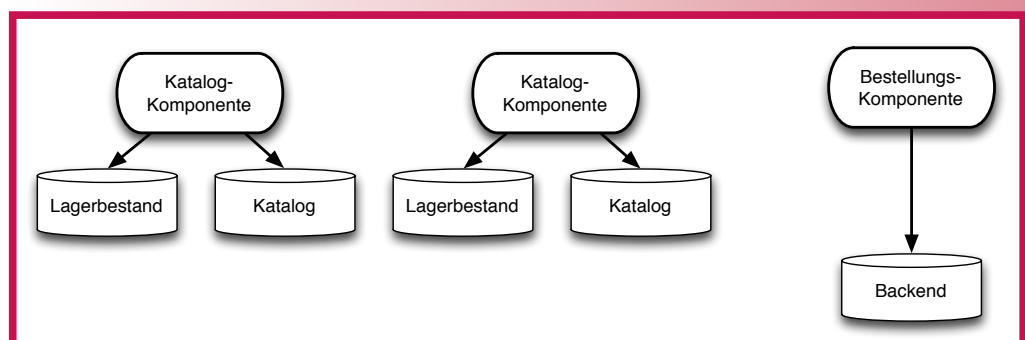 Katalog-
Komponente
Katalog-
Komponente
Bestellungs-
Komponente
Lagerbestand
Katalog
Lagerbestand
Katalog
Backend